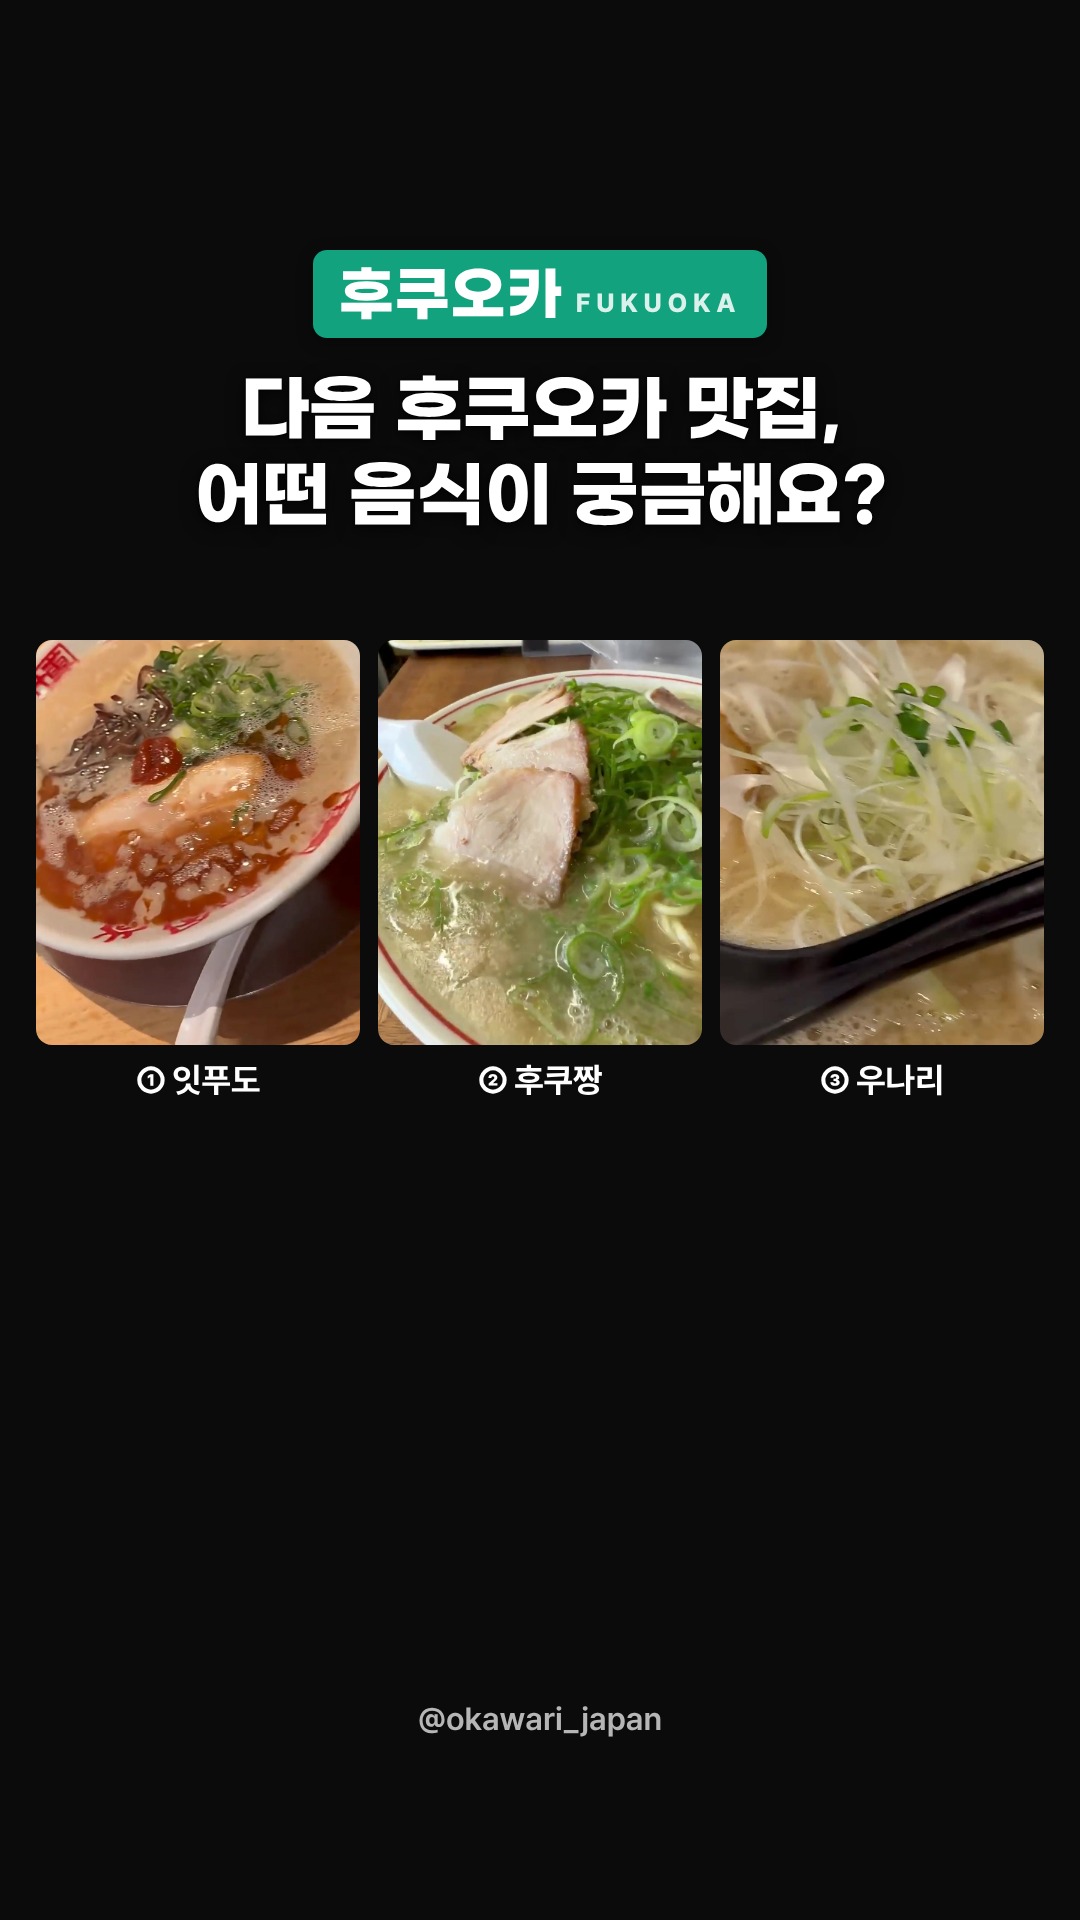 후쿠오카 FUKUOKA
다음 후쿠오카 맛집,
어떤 음식이 궁금해요?
① 잇푸도
② 후쿠짱
③ 우나리
@okawari_japan